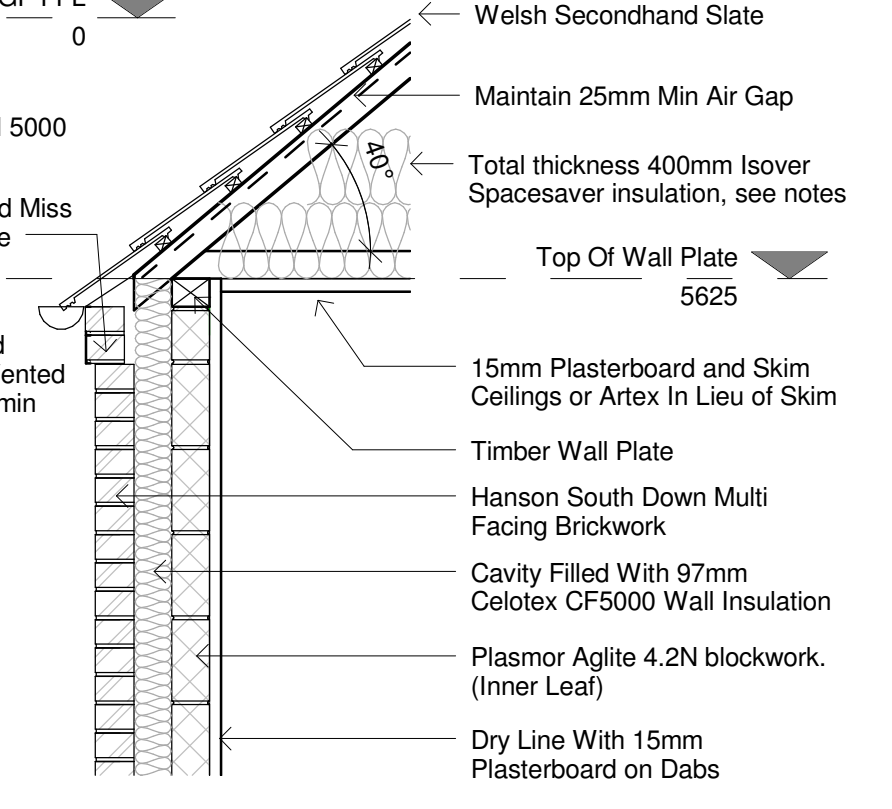 0
5000
Miss
Welsh Secondhand Slate
Maintain 25mm Min Air Gap
40°
Total thickness 400mm Isover
Spacesaver insulation, see notes
Top Of Wall Plate
5625
min
15mm Plasterboard and Skim
Ceilings or Artex In Lieu of Skim
Timber Wall Plate
Hanson South Down Multi
Facing Brickwork
Cavity Filled With 97mm
Celotex CF5000 Wall Insulation
Plasmor Aglite 4.2N blockwork.
(Inner Leaf)
Dry Line With 15mm
Plasterboard on Dabs